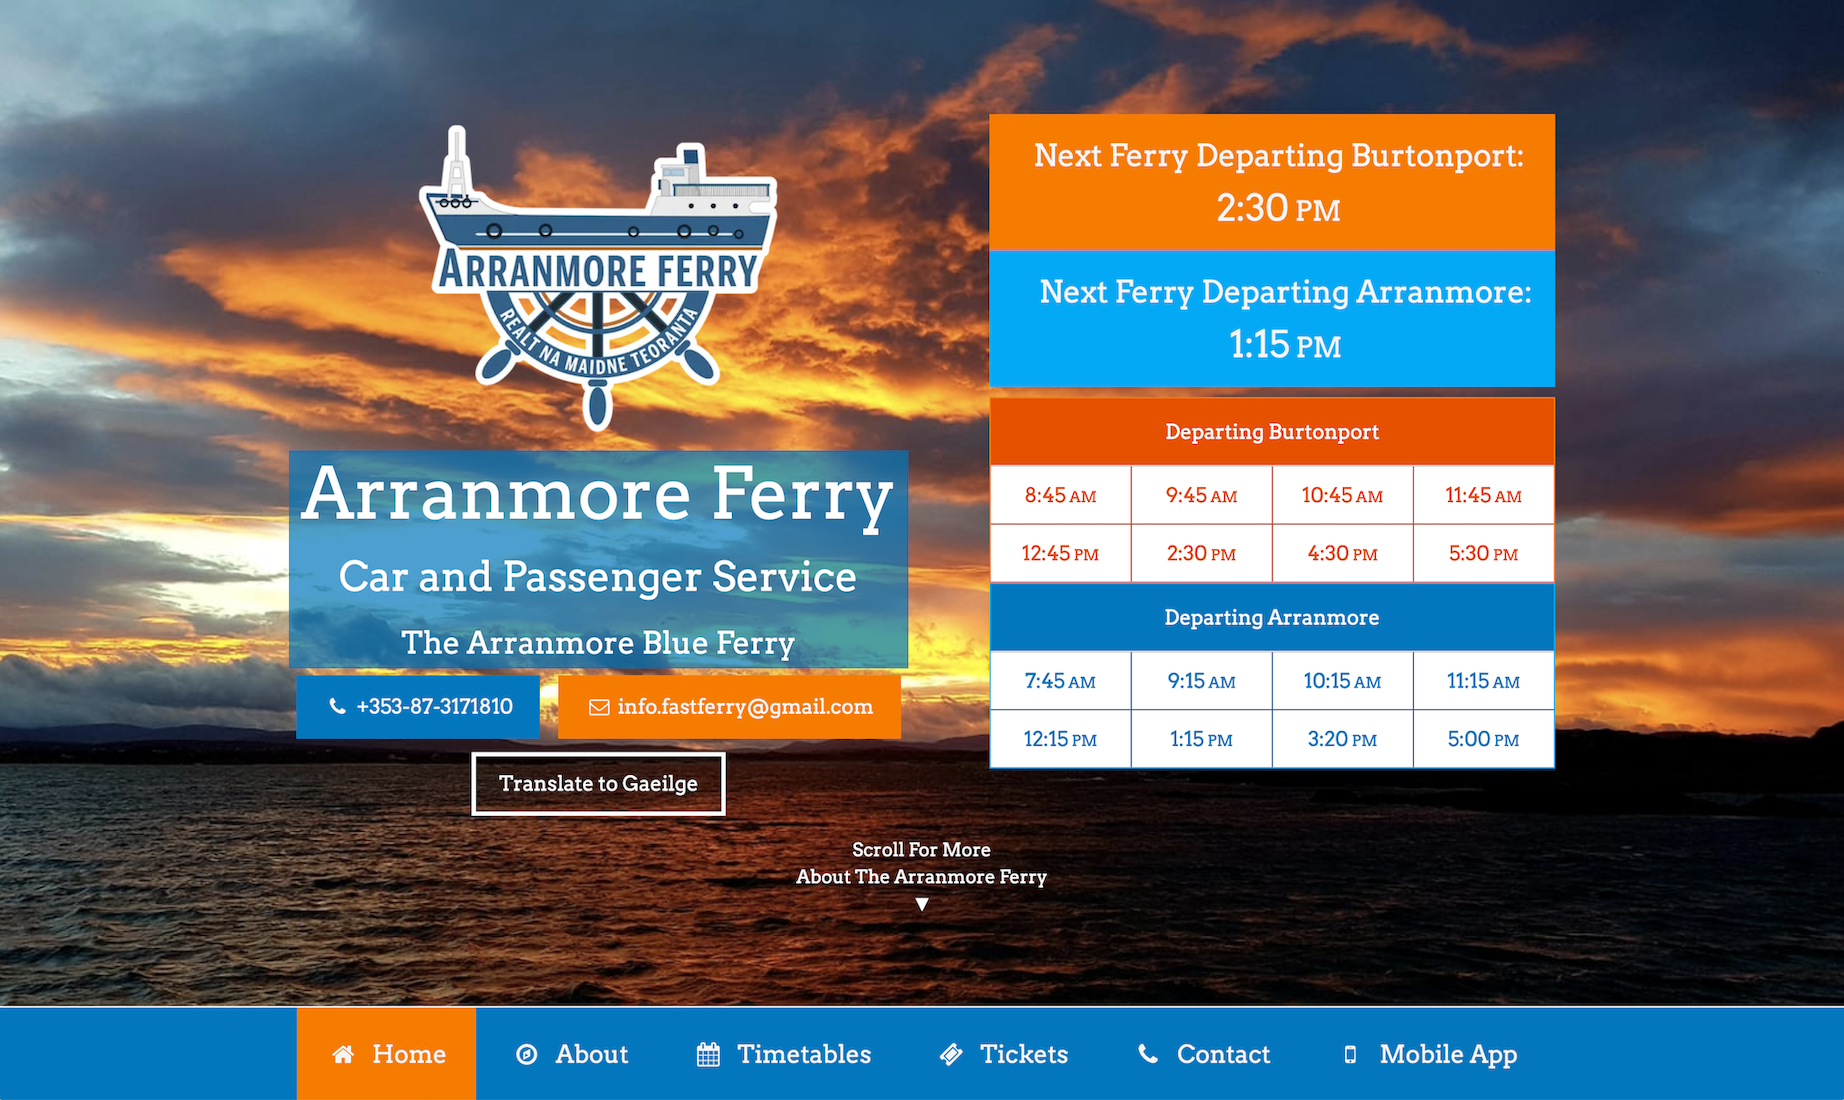 ARRANMORE FERRY
REALT NA MAIDNE TEORANTA
Arranmore Ferry
Car and Passenger Service
The Arranmore Blue Ferry
+353-87-3171810
info.fastferry@gmail.com
Translate to Gaeilge
Next Ferry Departing Burtonport:
2:30 PM
Next Ferry Departing Arranmore:
1:15 PM
Departing Burtonport
8:45 AM 9:45 AM 10:45 AM 11:45 AM
12:45 PM 2:30 PM 4:30 PM 5:30 PM
Departing Arranmore
7:45 AM 9:15 AM 10:15 AM 11:15 AM
12:15 PM 1:15 PM 3:20 PM 5:00 PM
Scroll For More
About The Arranmore Ferry
▼
Home About Timetables Tickets Contact Mobile App